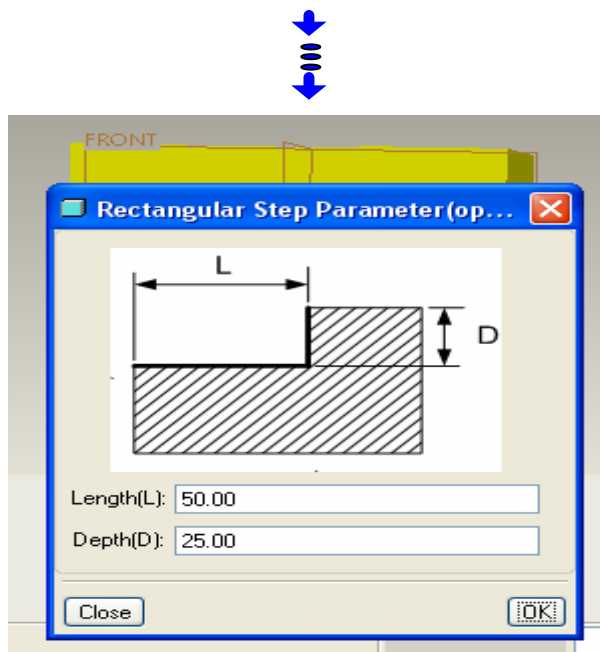 FRONT
Rectangular Step Parameter(op...
L
D
Length(L): 50.00
Depth(D): 25.00
Close OK